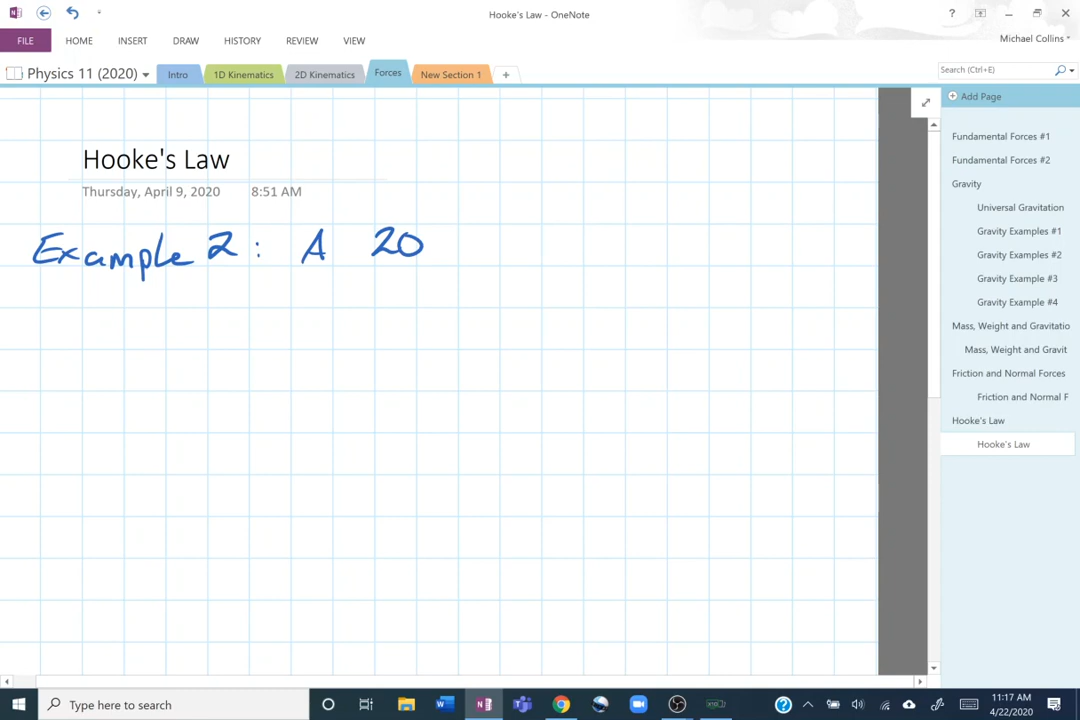 Hooke's Law - OneNote
?
Michael Collins
FILE HOME INSERT DRAW HISTORY REVIEW VIEW
Physics 11 (2020) Intro 1D Kinematics 2D Kinematics Forces New Section 1 +
Search (Ctrl+E)
Add Page
Hooke's Law
Thursday, April 9, 2020 8:51 AM
Example 2: A 20
Fundamental Forces #1
Fundamental Forces #2
Gravity
Universal Gravitation
Gravity Examples #1
Gravity Examples #2
Gravity Example #3
Gravity Example #4
Mass, Weight and Gravitatio
Mass, Weight and Gravit
Friction and Normal Forces
Friction and Normal F
Hooke's Law
Hooke's Law
Type here to search
11:17 AM
4/22/2020